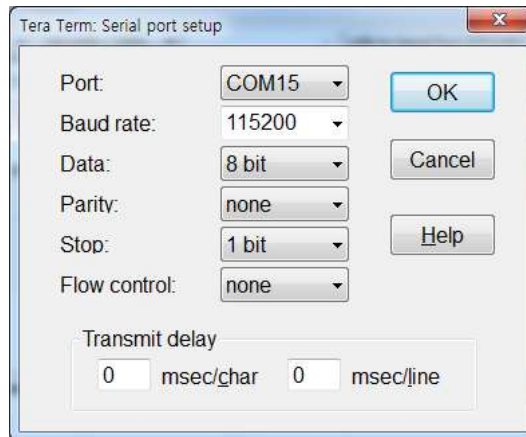 Tera Term: Serial port setup
Port: COM15
Baud rate: 115200
Data: 8 bit
Parity: none
Stop: 1 bit
Flow control: none
OK
Cancel
Help
Transmit delay
0 msec/char 0 msec/line